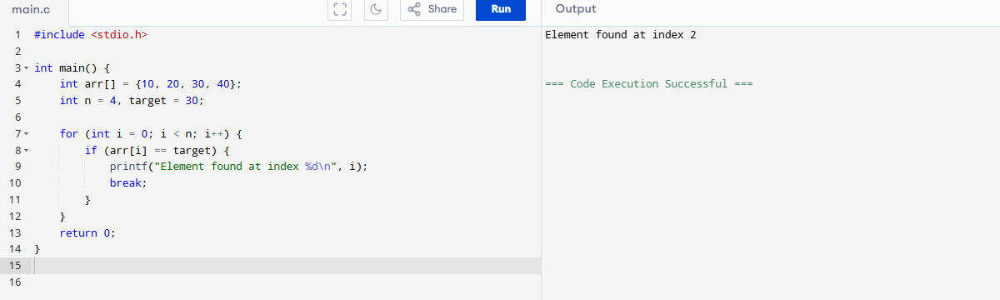 main.c
Share
Run
Output
1 #include <stdio.h>
2
3 int main() {
4     int arr[] = {10, 20, 30, 40};
5     int n = 4, target = 30;
6
7     for (int i = 0; i < n; i++) {
8         if (arr[i] == target) {
9             printf("Element found at index %d\n", i);
10             break;
11         }
12     }
13     return 0;
14 }
15
16
Element found at index 2
=== Code Execution Successful ===